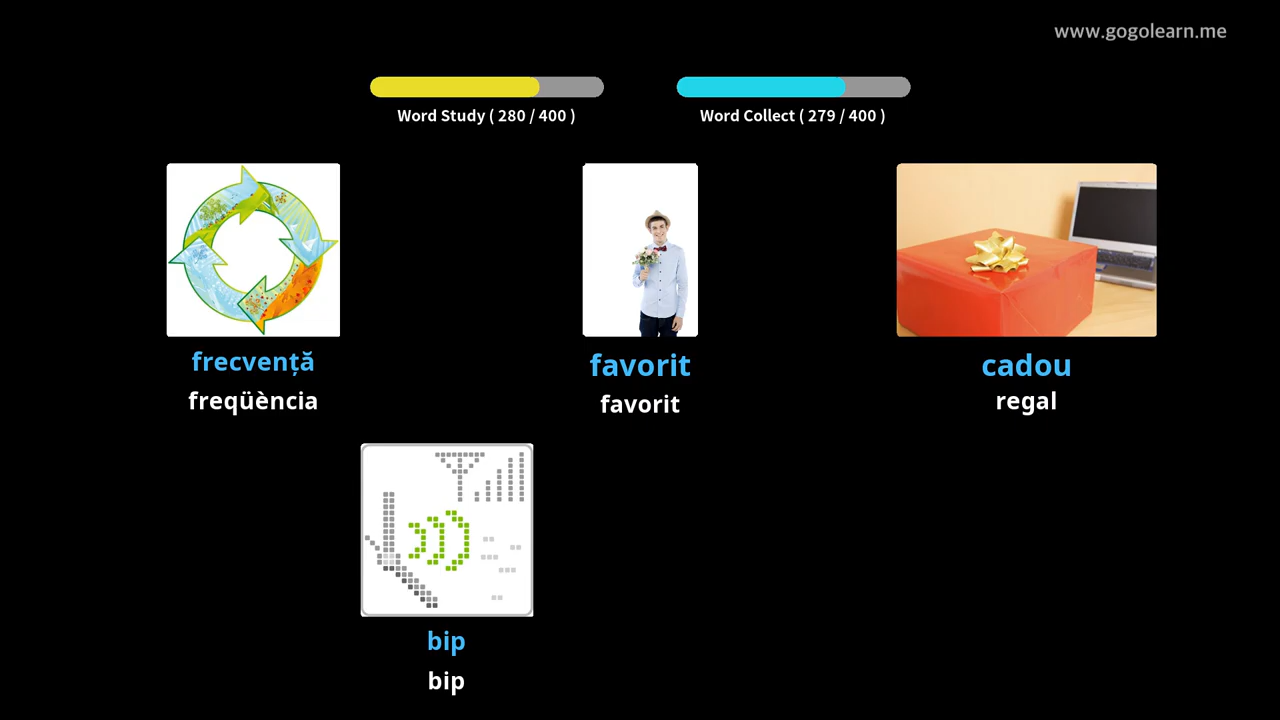 www.gogolearn.me
Word Study ( 280 / 400 )
Word Collect ( 279 / 400 )
frecvență
freqüència
favorit
favorit
cadou
regal
bip
bip